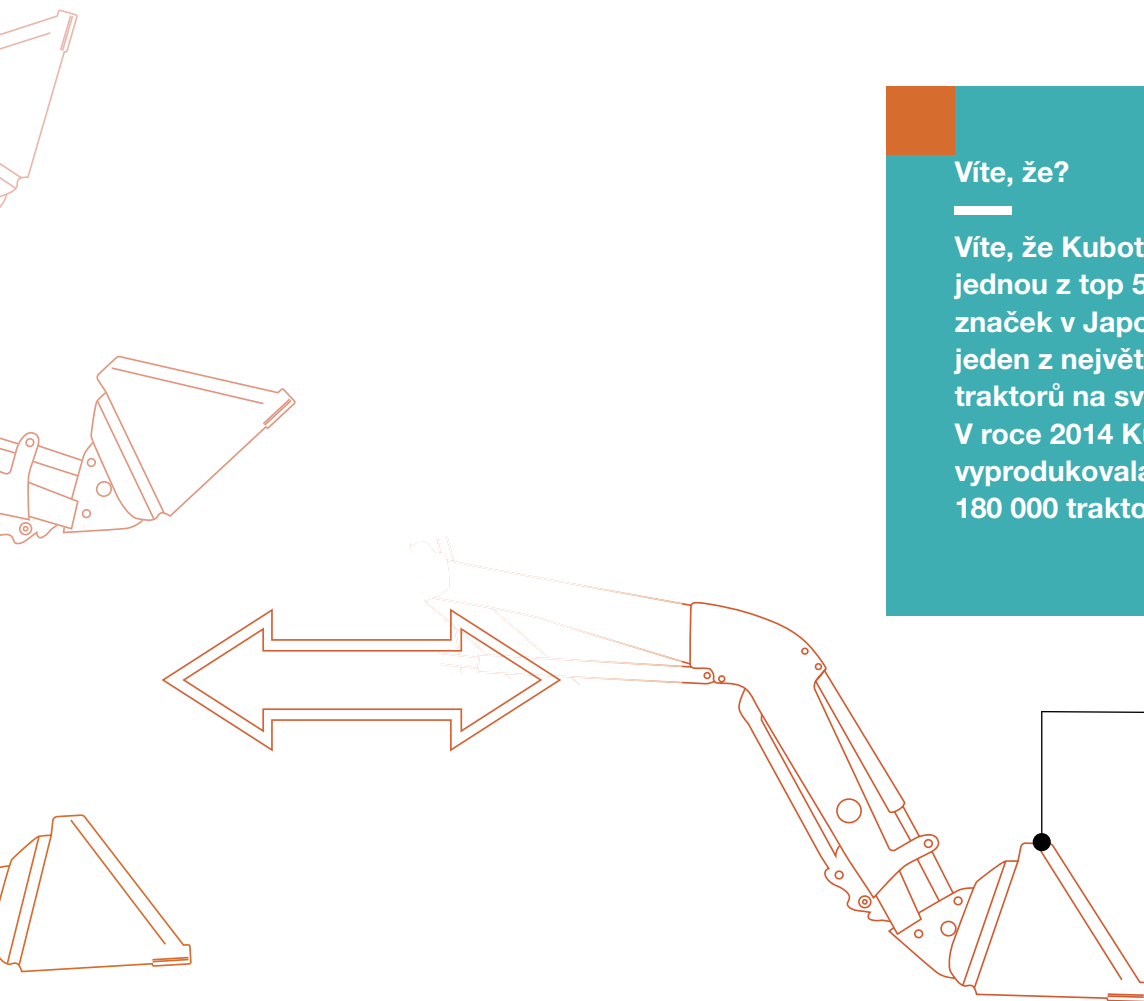 Víte, že?
Víte, že Kubot
jednou z top 5
značek v Japo
jeden z největ
traktorů na sv
V roce 2014 Ku
vyprodukovala
180 000 trakto